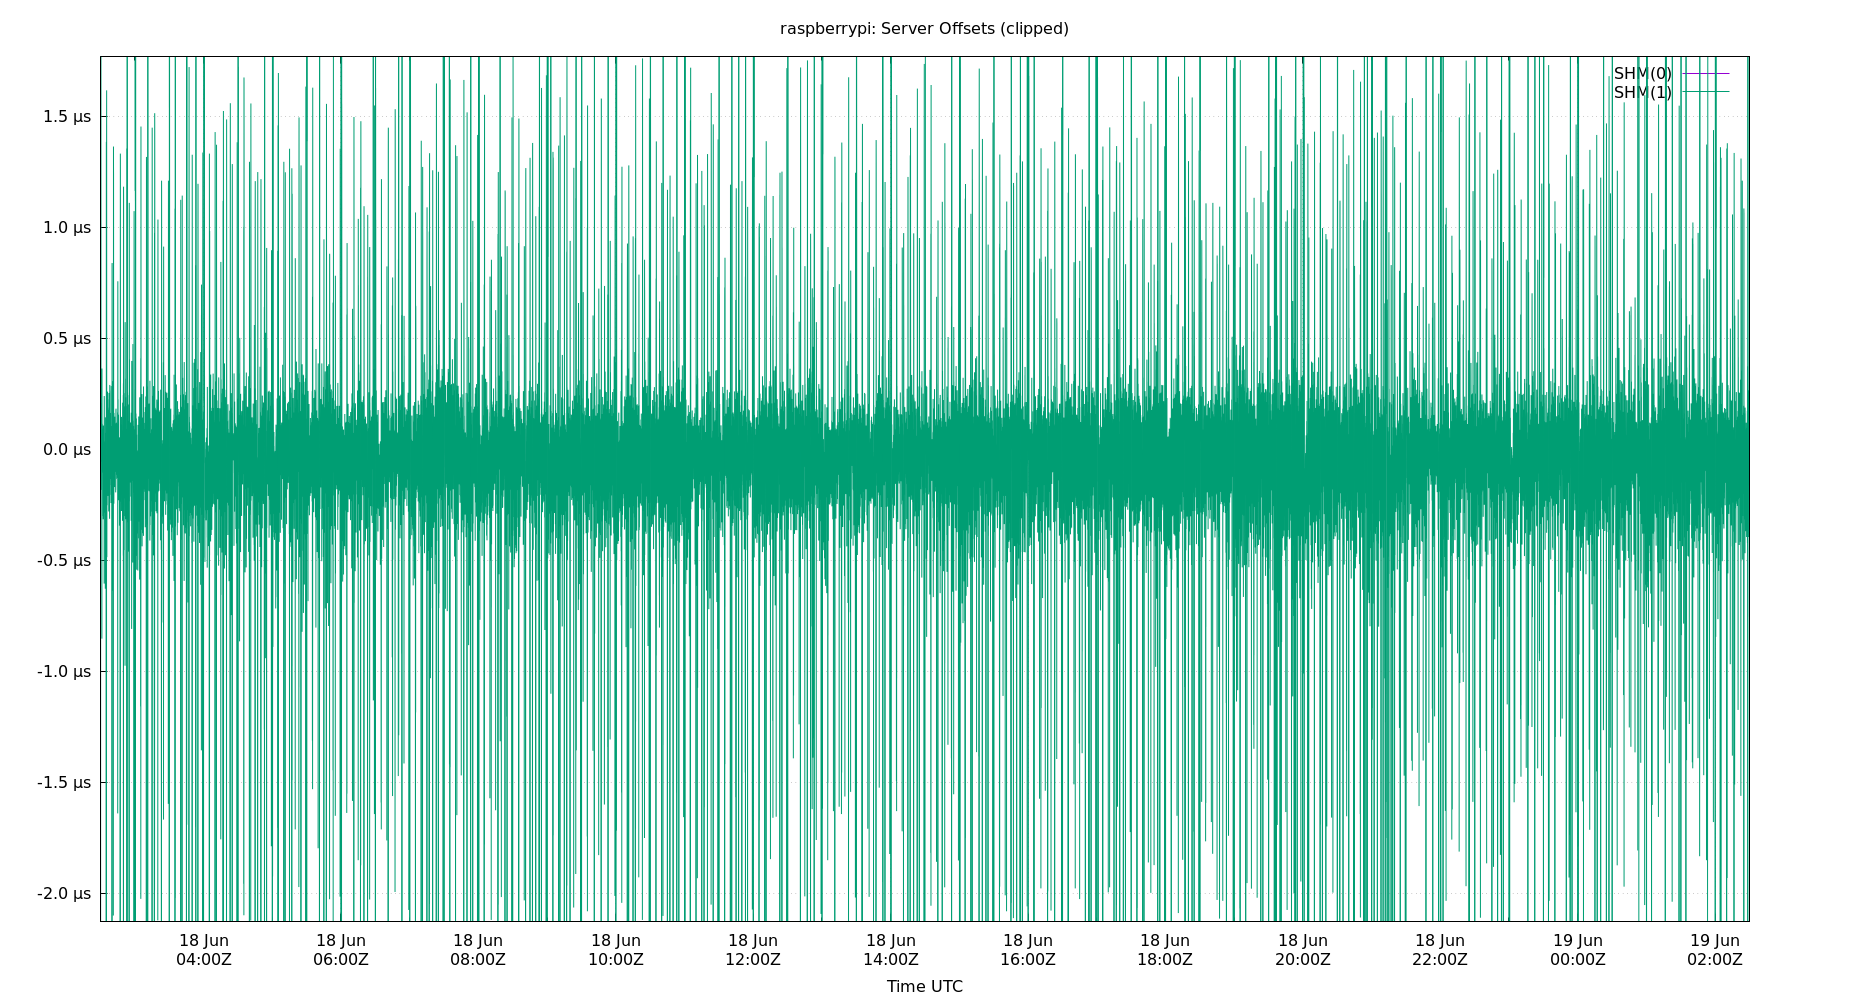 raspberrypi: Server Offsets (clipped)
SHM(0)
SHM(1)
1.5 µs
1.0 µs
0.5 µs
0.0 µs
-0.5 µs
-1.0 µs
-1.5 µs
-2.0 µs
18 Jun 18 Jun 18 Jun 18 Jun 18 Jun 18 Jun 18 Jun 18 Jun 18 Jun 18 Jun 19 Jun 19 Jun
04:00Z 06:00Z 08:00Z 10:00Z 12:00Z 14:00Z 16:00Z 18:00Z 20:00Z 22:00Z 00:00Z 02:00Z
Time UTC